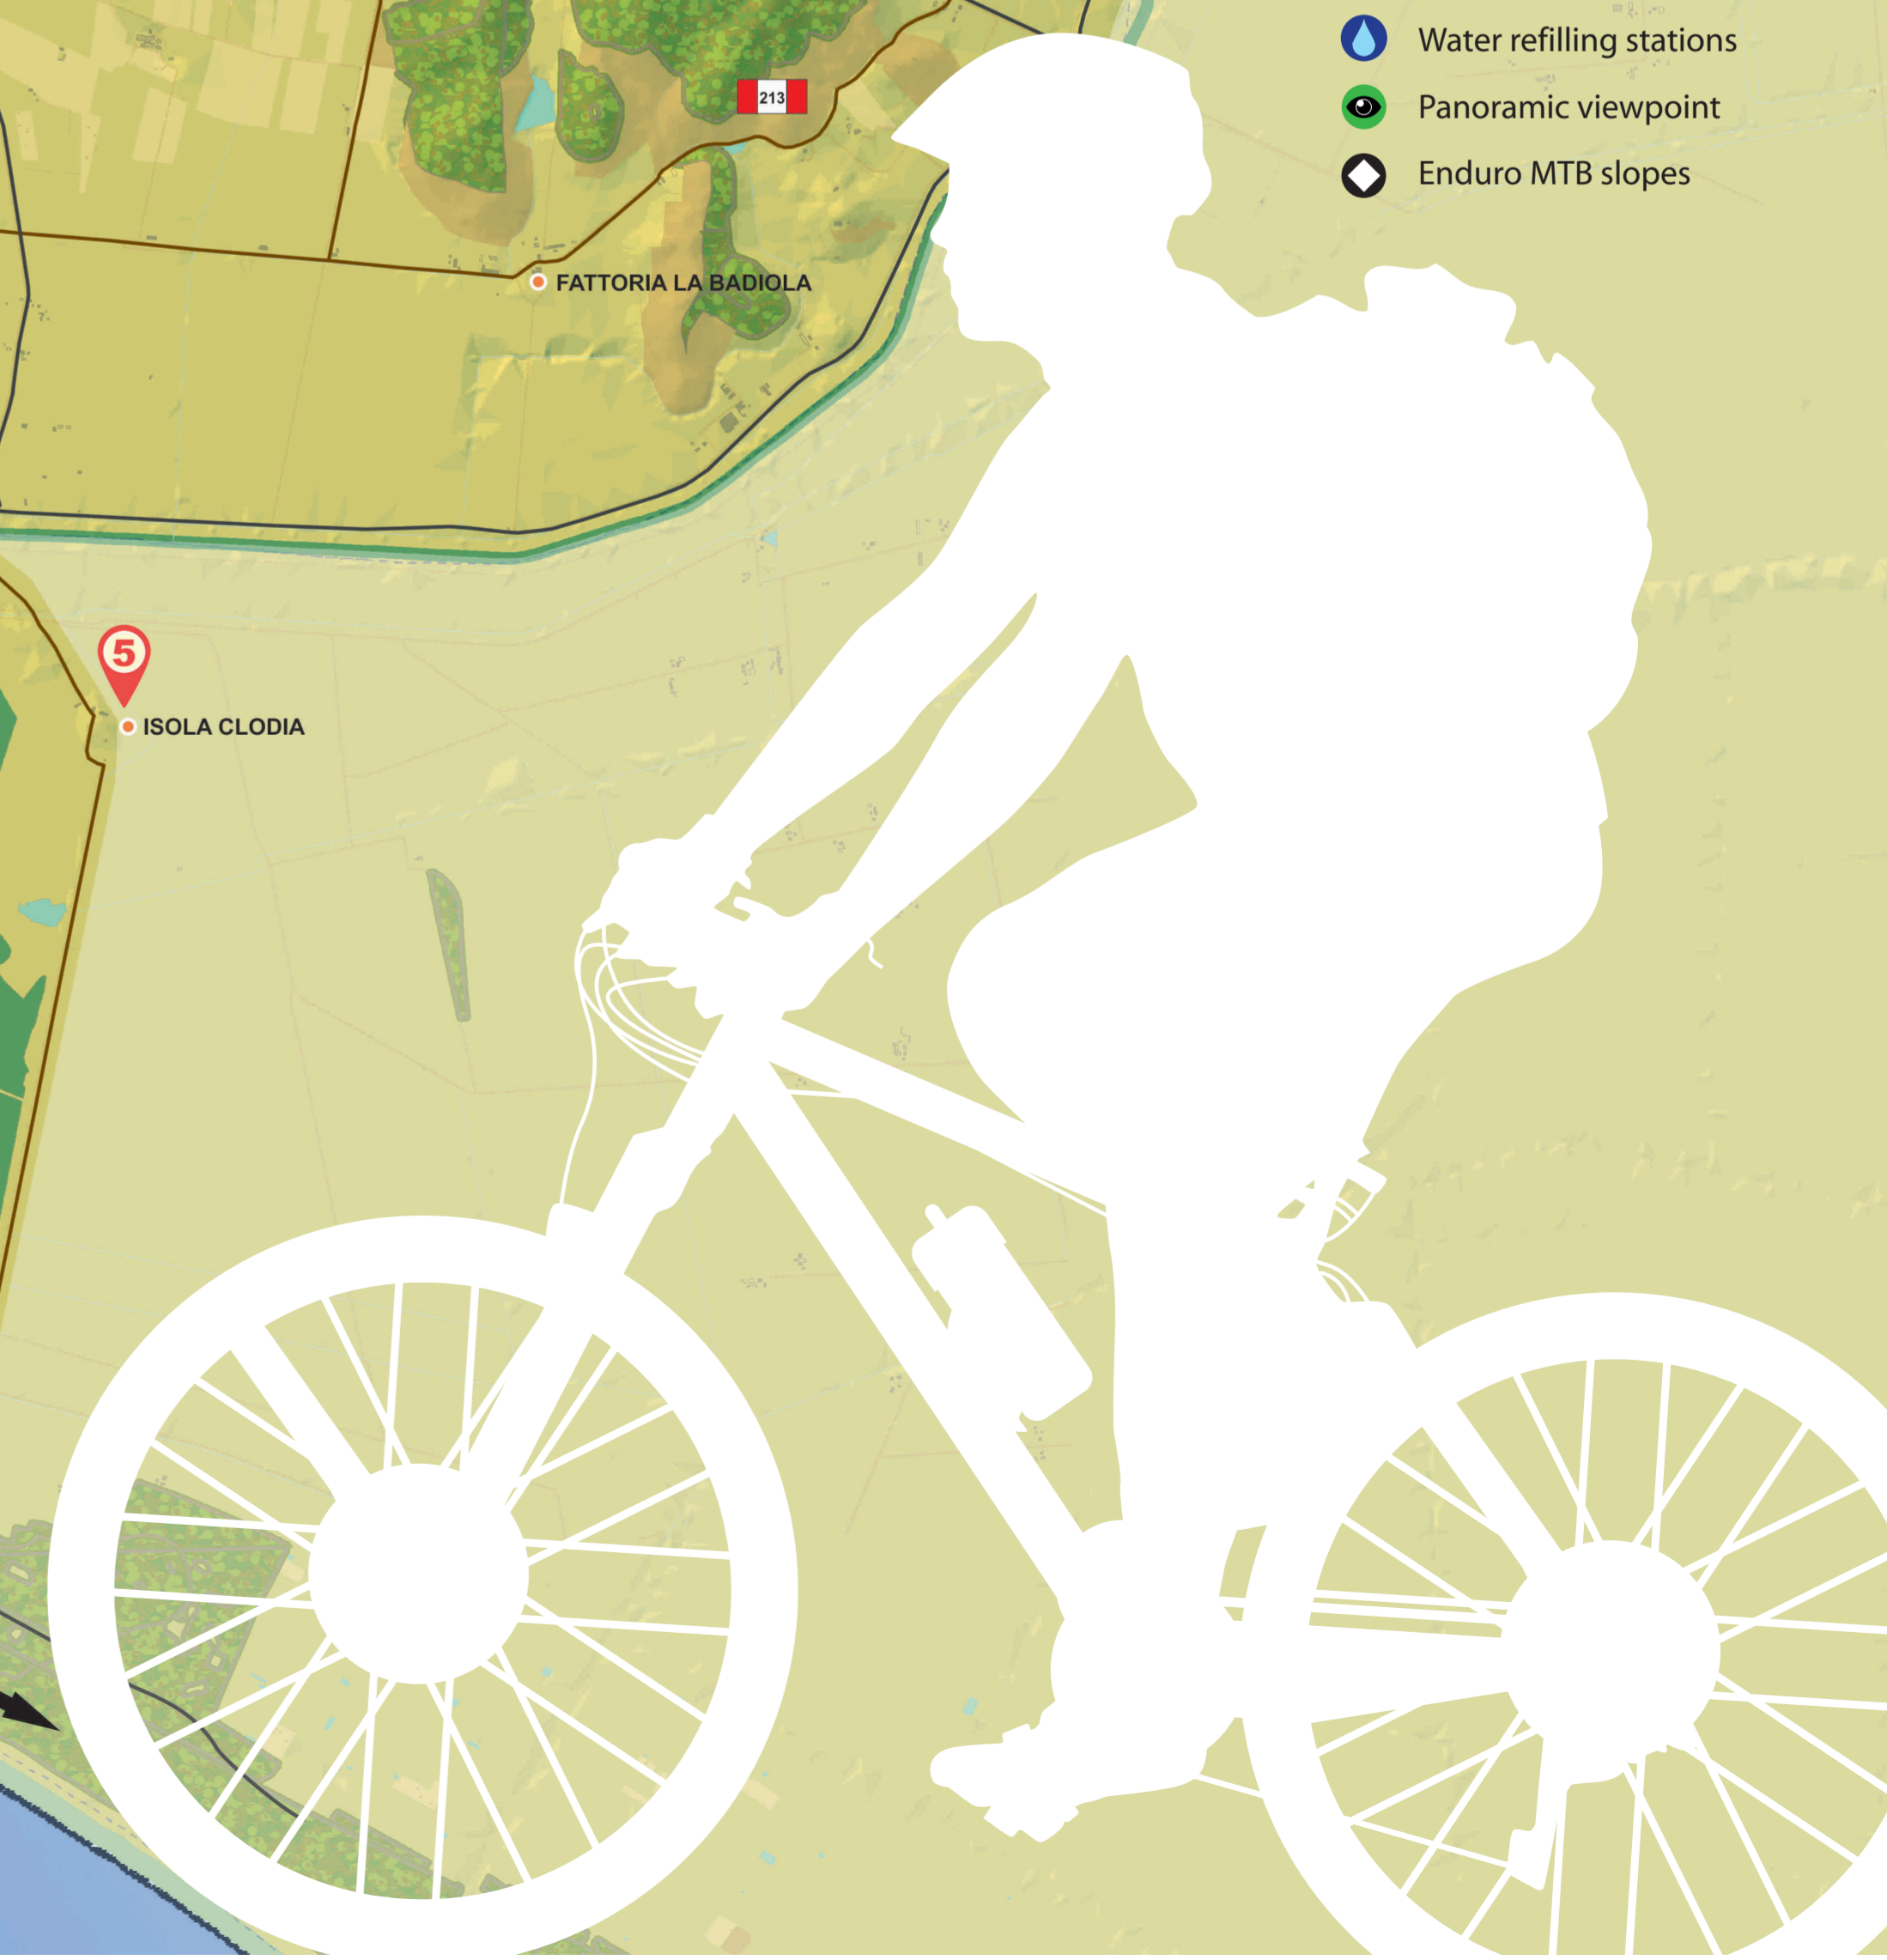 Water refilling stations
Panoramic viewpoint
Enduro MTB slopes
213
FATTORIA LA BADIOLA
5
ISOLA CLODIA